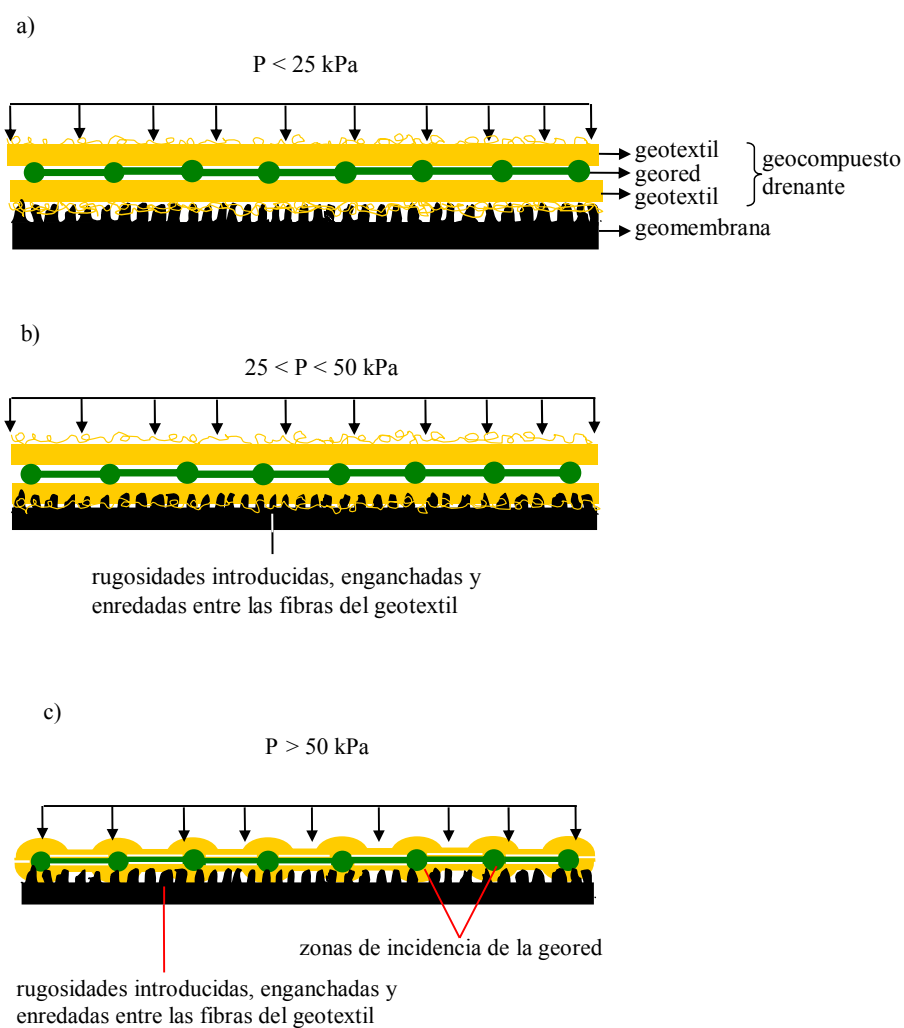 a)
P < 25 kPa
geotextil
geored
geotextil
geocompuesto
drenante
geomembrana
b)
25 < P < 50 kPa
rugosidades introducidas, enganchadas y
enredadas entre las fibras del geotextil
c)
P > 50 kPa
zonas de incidencia de la geored
rugosidades introducidas, enganchadas y
enredadas entre las fibras del geotextil